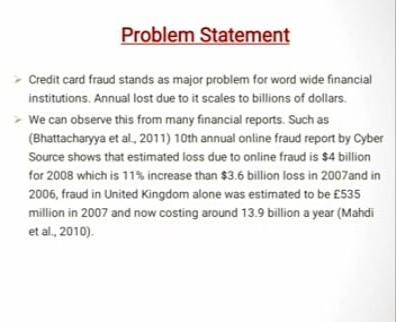 Problem Statement
➢ Credit card fraud stands as major problem for word wide financial
institutions. Annual lost due to it scales to billions of dollars.
➢ We can observe this from many financial reports. Such as
(Bhattacharyya et al., 2011) 10th annual online fraud report by Cyber
Source shows that estimated loss due to online fraud is $4 billion
for 2008 which is 11% increase than $3.6 billion loss in 2007and in
2006, fraud in United Kingdom alone was estimated to be £535
million in 2007 and now costing around 13.9 billion a year (Mahdi
et al., 2010).